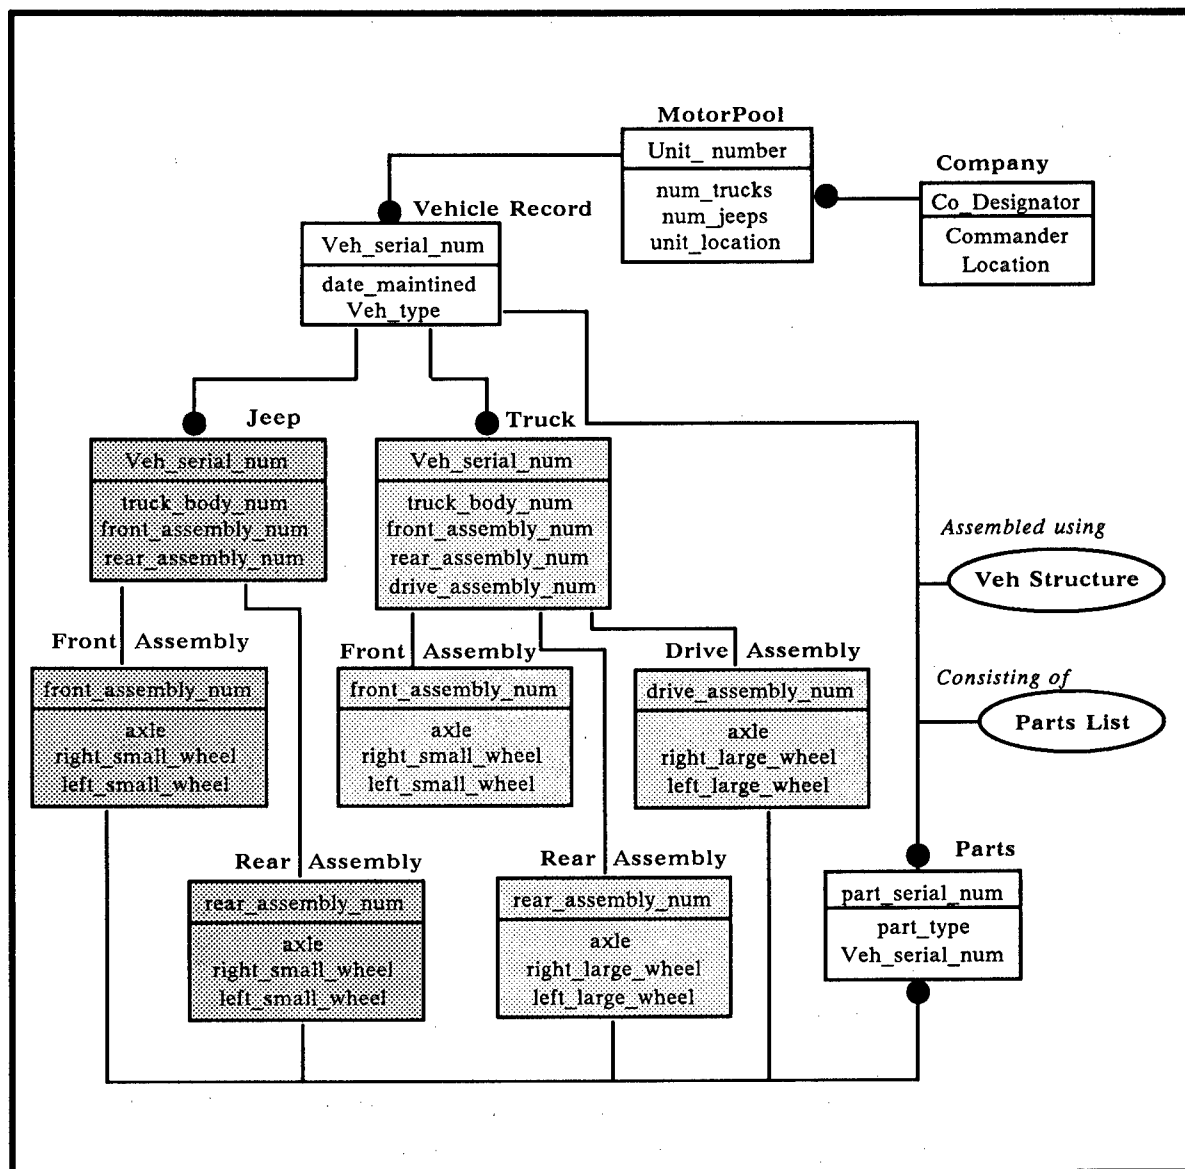 MotorPool
Unit_ number
num_trucks
num_jeeps
unit_location
Company
Co_Designator
Commander
Location
Vehicle Record
Veh_serial_num
date_maintined
Veh_type
Jeep
Veh_serial_num
truck_body_num
front_assembly_num
rear_assembly_num
Truck
Veh_serial_num
truck_body_num
front_assembly_num
rear_assembly_num
drive_assembly_num
Assembled using
Veh Structure
Consisting of
Parts List
Front Assembly
front_assembly_num
axle
right_small_wheel
left_small_wheel
Front Assembly
front_assembly_num
axle
right_small_wheel
left_small_wheel
Drive Assembly
drive_assembly_num
axle
right_large_wheel
left_large_wheel
Rear Assembly
rear_assembly_num
axle
right_small_wheel
left_small_wheel
Rear Assembly
rear_assembly_num
axle
right_large_wheel
left_large_wheel
Parts
part_serial_num
part_type
Veh_serial_num